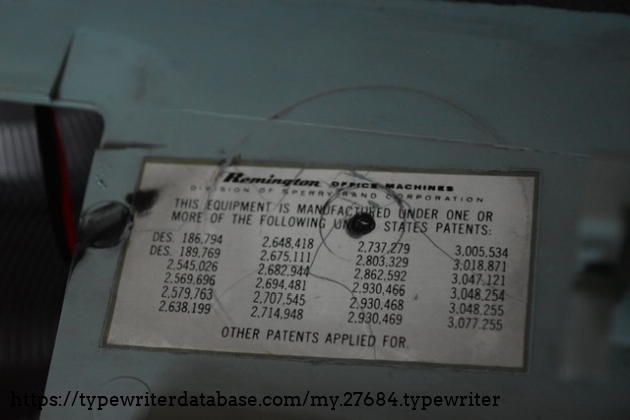 Remington OFFICE MACHINES
DIVISION OF SPERRY RAND CORPORATION
THIS EQUIPMENT IS MANUFACTURED UNDER ONE OR
MORE OF THE FOLLOWING STATES PATENTS:
DES. 186,794 2,648,418 2,737,279 3,005,534
DES. 189,769 2,675,111 2,803,329 3,018,871
2,545,026 2,682,944 2,862,592 3,047,121
2,569,696 2,694,481 2,930,466 3,048,254
2,579,763 2,707,545 2,930,468 3,048,255
2,638,199 2,714,948 2,930,469 3,077,255
OTHER PATENTS APPLIED FOR.
https://typewriterdatabase.com/my.27684.typewriter